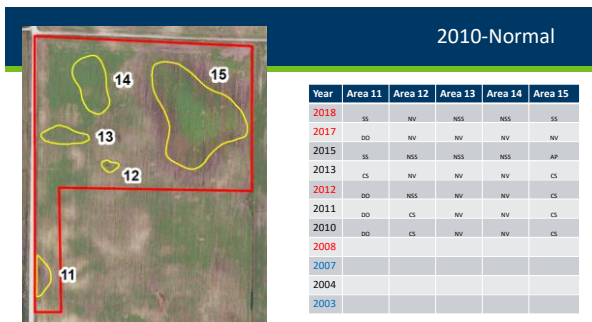 2010-Normal
14
15
13
12
11
Year Area 11 Area 12 Area 13 Area 14 Area 15
2018 SS NV NSS NSS SS
2017 DO NV NV NV NV
2015 SS NSS NSS NSS AP
2013 CS NV NV NV CS
2012 DO NSS NV NV CS
2011 DO CS NV NV CS
2010 DO CS NV NV CS
2008
2007
2004
2003